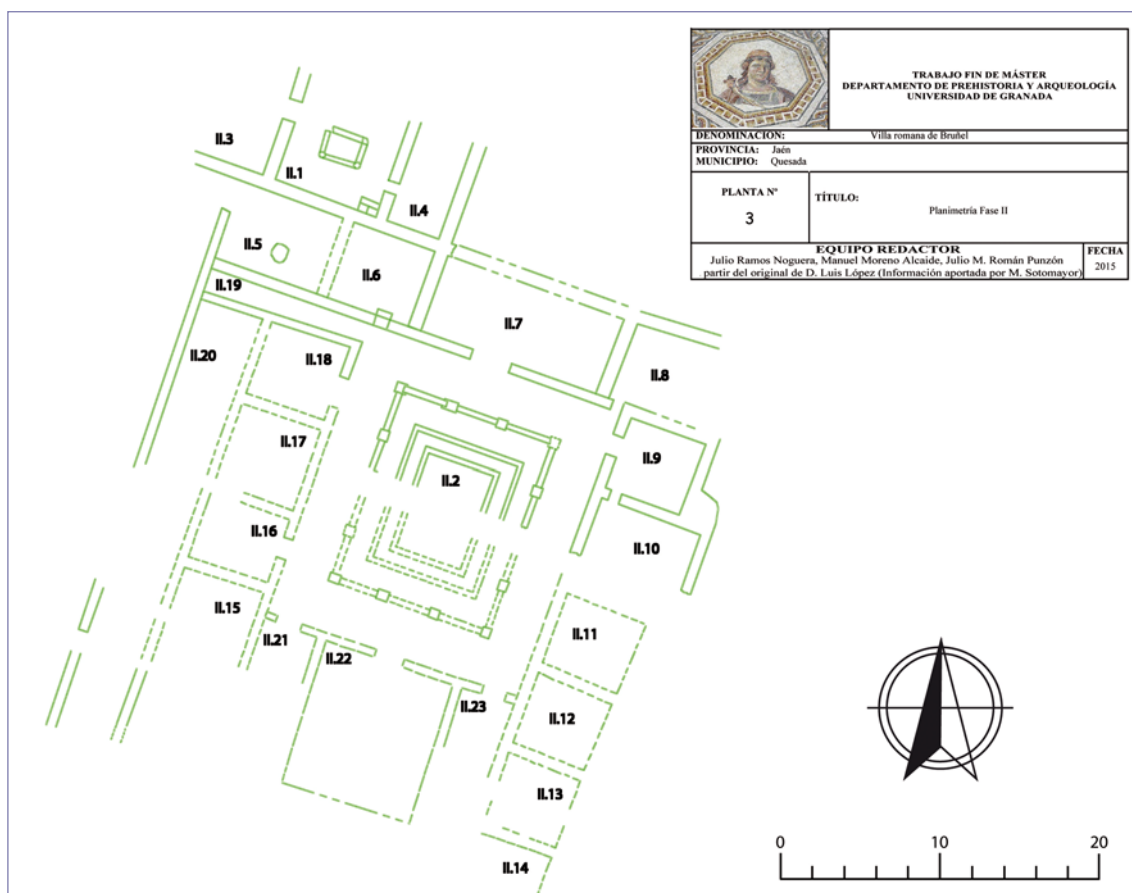 TRABAJO FIN DE MÁSTER
DEPARTAMENTO DE PREHISTORIA Y ARQUEOLOGÍA
UNIVERSIDAD DE GRANADA
DENOMINACION: Villa romana de Bruñel
PROVINCIA: Jaén
MUNICIPIO: Quesada
PLANTA Nº
3
TÍTULO:
Planimetría Fase II
EQUIPO REDACTOR
Julio Ramos Noguera, Manuel Moreno Alcaide, Julio M. Román Punzón
partir del original de D. Luis López (Información aportada por M. Sotomayor)
FECHA
2015
II.3
II.1
II.4
II.5
II.6
II.19
II.7
II.20
II.18
II.8
II.17
II.9
II.2
II.16
II.10
II.15
II.21
II.11
II.22
II.23
II.12
II.13
II.14
0 10 20